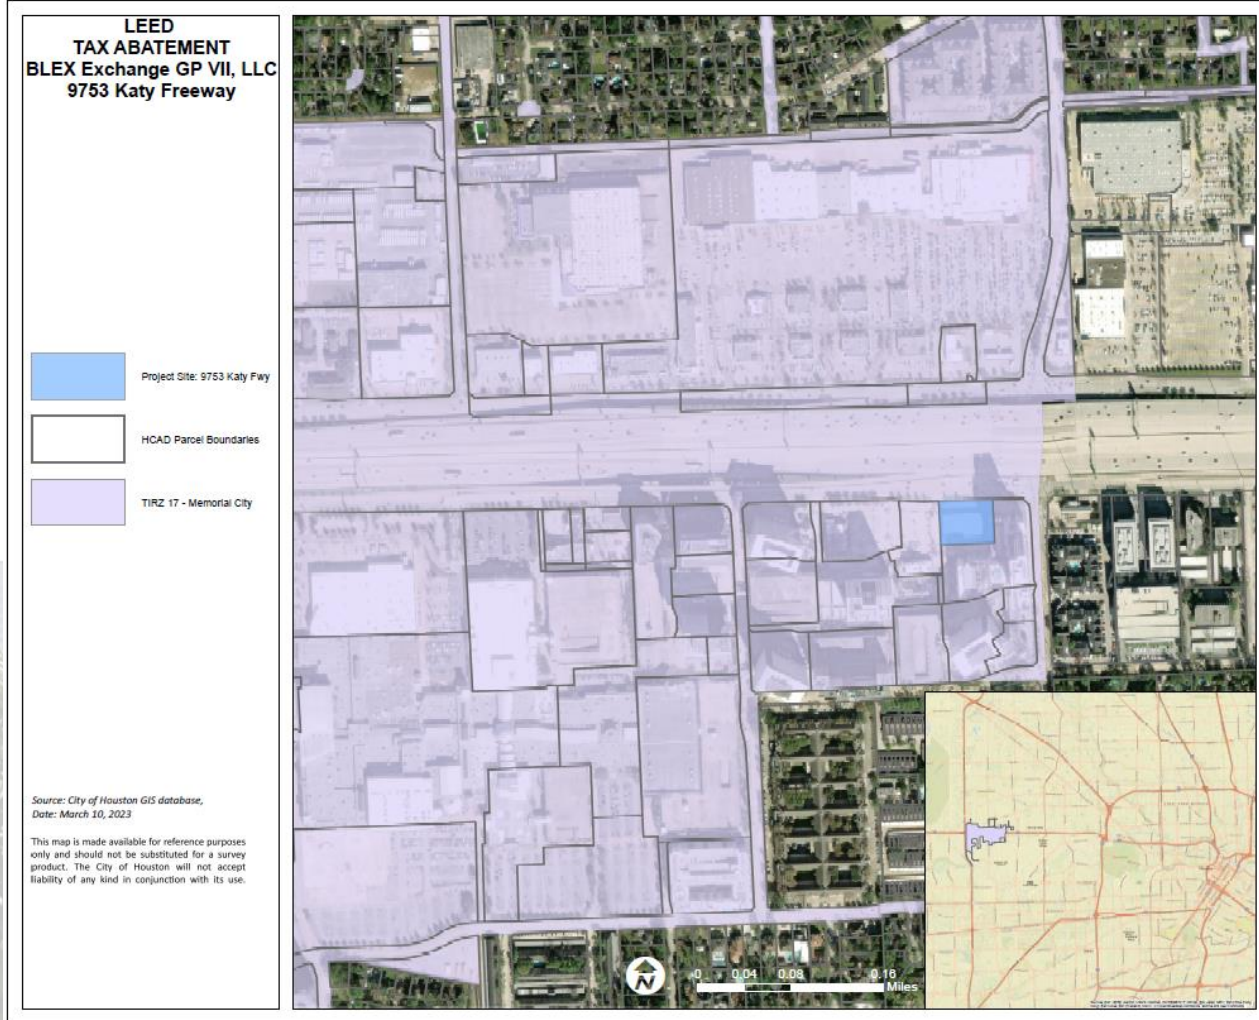 LEED
TAX ABATEMENT
BLEX Exchange GP VII, LLC
9753 Katy Freeway
Project Site: 9753 Katy Fwy
HCAD Parcel Boundaries
TIRZ 17 - Memorial City
Source: City of Houston GIS database,
Date: March 10, 2023
This map is made available for reference purposes
only and should not be substituted for a survey
product. The City of Houston will not accept
liability of any kind in conjunction with its use.
N
0 0.04 0.08 0.16
Miles